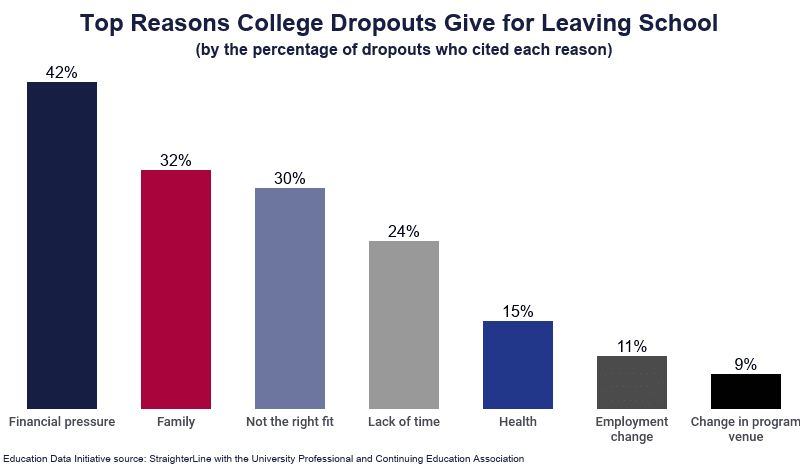 Top Reasons College Dropouts Give for Leaving School
(by the percentage of dropouts who cited each reason)
42%
32%
30%
24%
15%
11%
9%
Financial pressure
Family
Not the right fit
Lack of time
Health
Employment
change
Change in program
venue
Education Data Initiative source: StraighterLine with the University Professional and Continuing Education Association